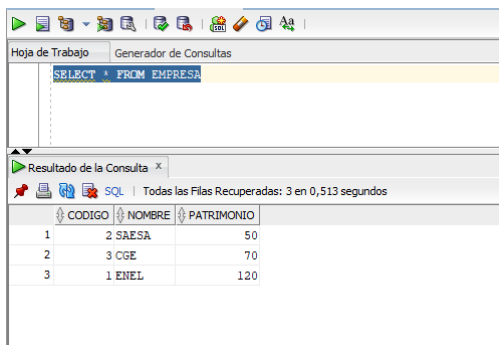 Hoja de Trabajo Generador de Consultas
SELECT * FROM EMPRESA
Resultado de la Consulta x
SQL | Todas las Filas Recuperadas: 3 en 0,513 segundos
CODIGO NOMBRE PATRIMONIO
1 2 SAESA 50
2 3 CGE 70
3 1 ENEL 120